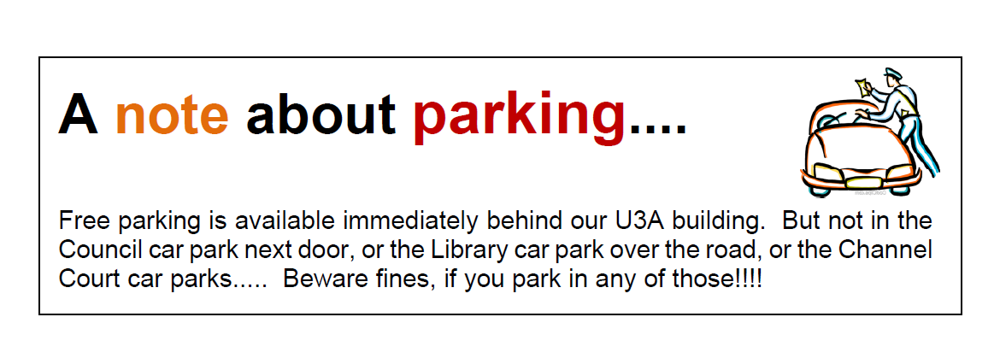 A note about parking....
Free parking is available immediately behind our U3A building.  But not in the
Council car park next door, or the Library car park over the road, or the Channel
Court car parks.....  Beware fines, if you park in any of those!!!!